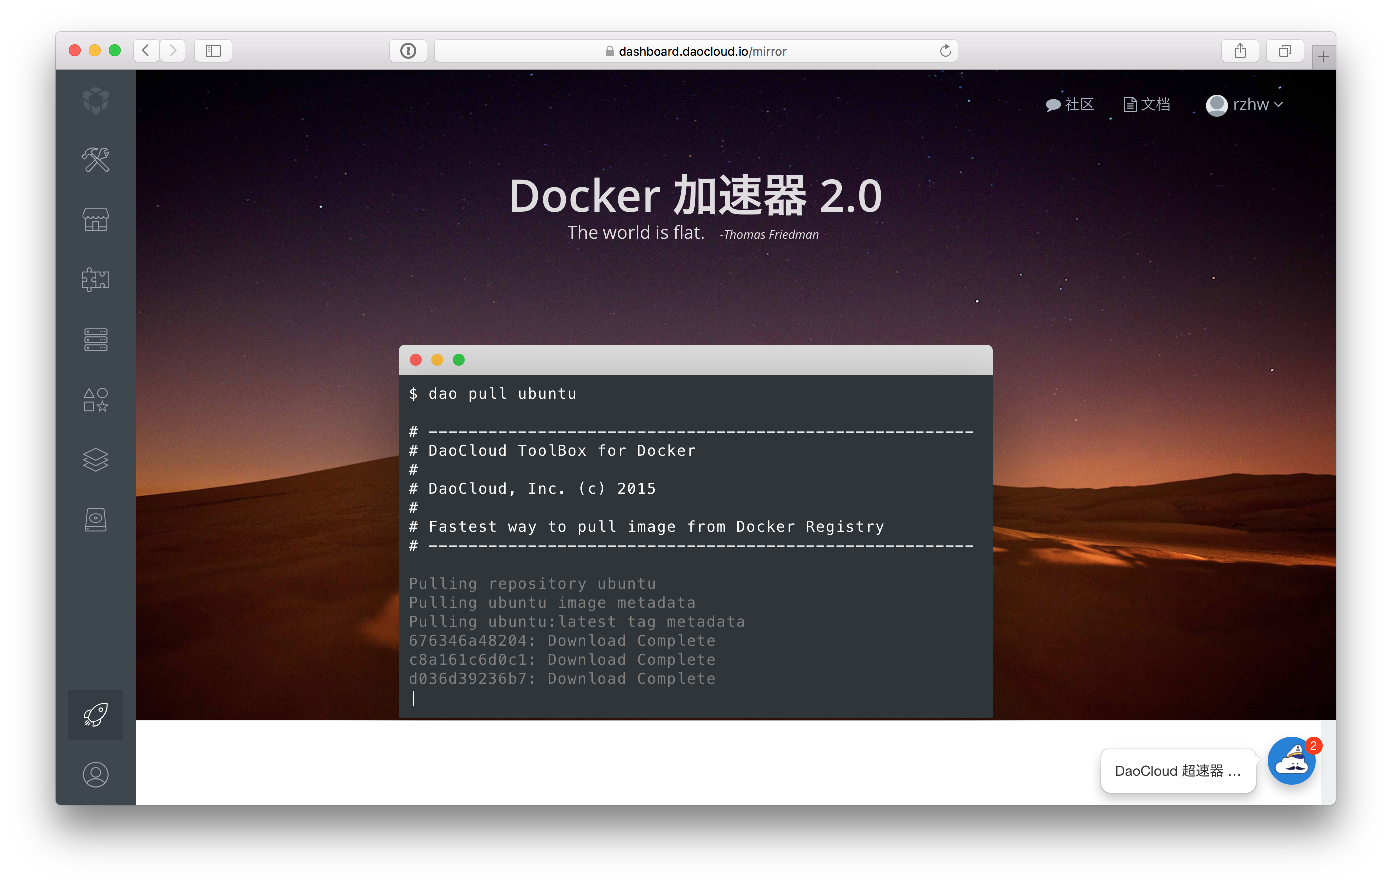 dashboard.daocloud.io/mirror
社区 文档 rzhw
Docker 加速器 2.0
The world is flat. -Thomas Friedman
$ dao pull ubuntu
# -------------------------------------------------------
# DaoCloud ToolBox for Docker
#
# DaoCloud, Inc. (c) 2015
#
# Fastest way to pull image from Docker Registry
# -------------------------------------------------------
Pulling repository ubuntu
Pulling ubuntu image metadata
Pulling ubuntu:latest tag metadata
676346a48204: Download Complete
c8a161c6d0c1: Download Complete
d036d39236b7: Download Complete
2
DaoCloud 超速器 ...